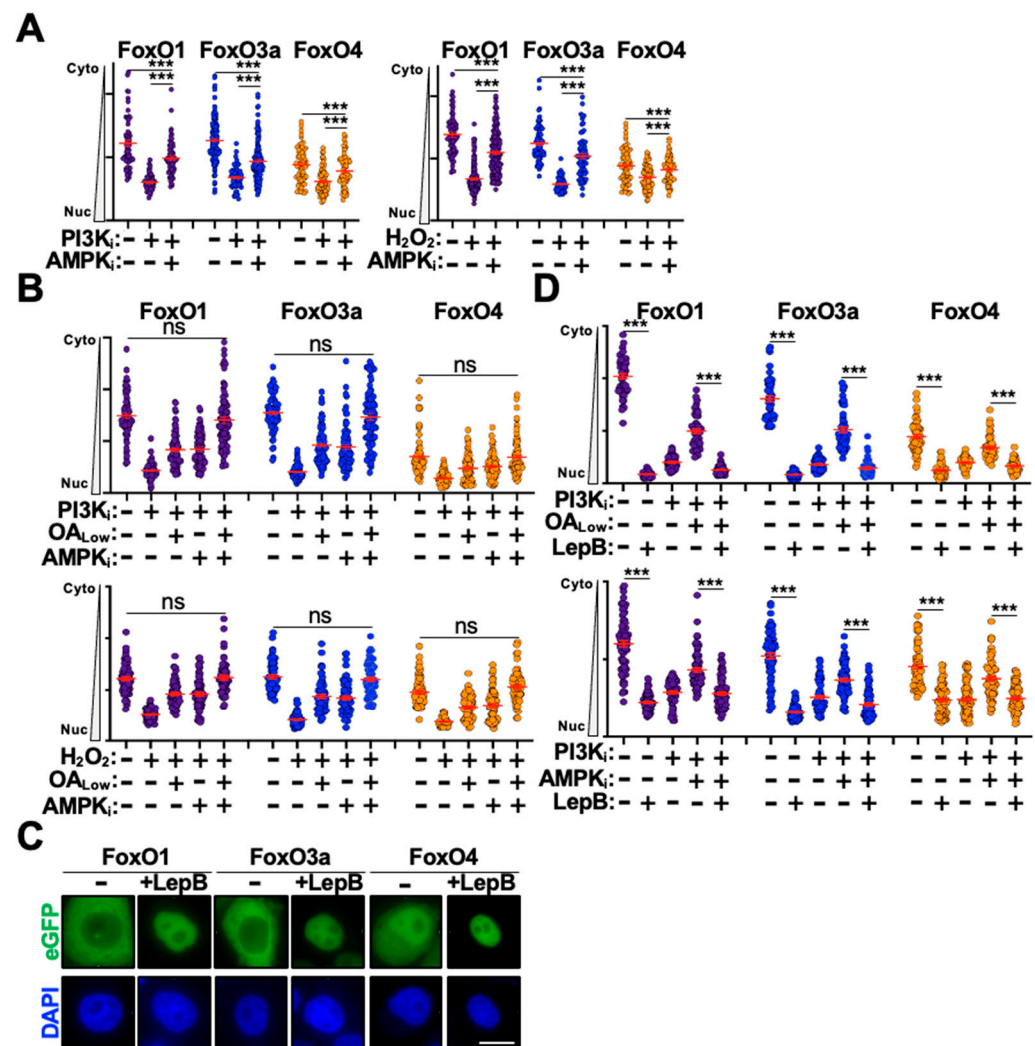 A
FoxO1 FoxO3a FoxO4
Cyto
*** *** ***
*** *** ***
Nuc
PI3Ki: - + + - + + - + +
AMPKi: - - + - - + - - +
FoxO1 FoxO3a FoxO4
Cyto
*** *** ***
*** *** ***
Nuc
H2O2: - + + - + + - + +
AMPKi: - - + - - + - - +
B
FoxO1 FoxO3a FoxO4
Cyto
ns ns ns
Nuc
PI3Ki: - + + + + - + + + + - + + + +
OALow: - - + - + - - + - + - - + - +
AMPKi: - - - + + - - - + + - - - + +
Cyto
ns ns ns
Nuc
H2O2: - + + + + - + + + + - + + + +
OALow: - - + - + - - + - + - - + - +
AMPKi: - - - + + - - - + + - - - + +
D
FoxO1 FoxO3a FoxO4
Cyto
*** *** *** *** *** ***
Nuc
PI3Ki: - - + + + - - + + + - - + + +
OALow: - - - + + - - - + + - - - + +
LepB: - + - - + - + - - + - + - - +
Cyto
*** *** *** *** *** ***
Nuc
PI3Ki: - - + + + - - + + + - - + + +
AMPKi: - - - + + - - - + + - - - + +
LepB: - + - - + - + - - + - + - - +
C
FoxO1 FoxO3a FoxO4
- +LepB - +LepB - +LepB
eGFP
DAPI